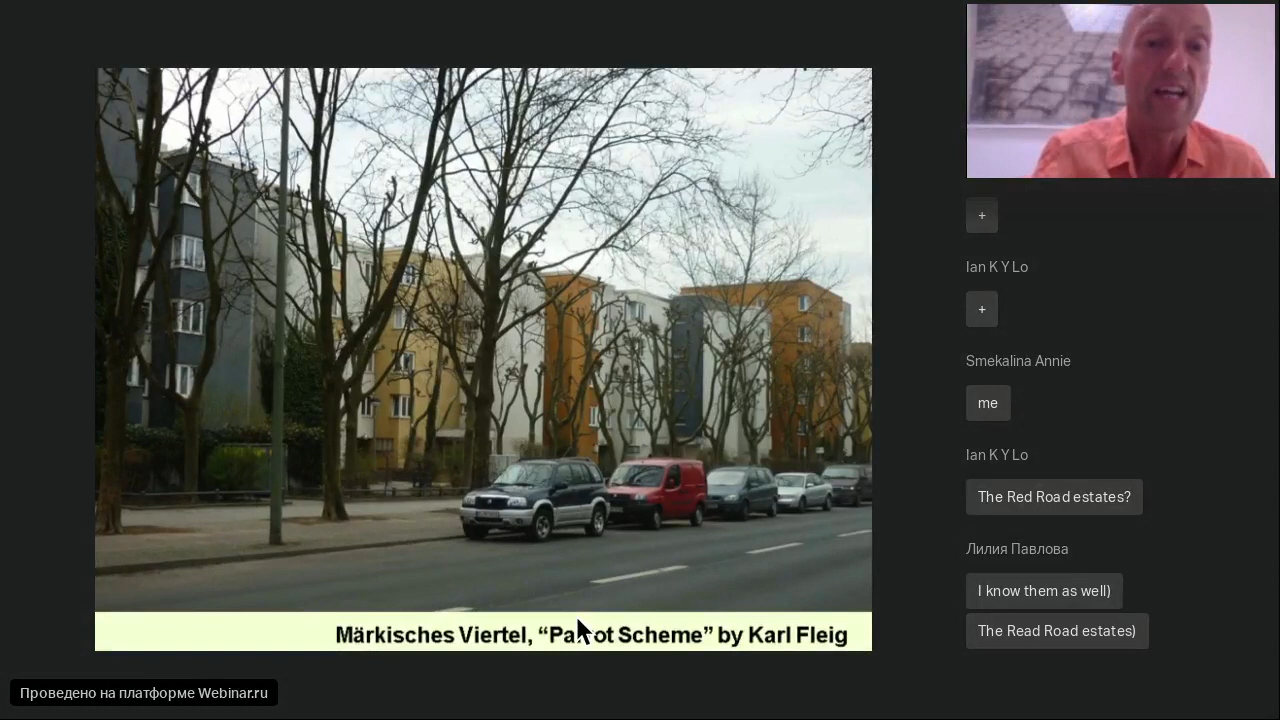 Märkisches Viertel, “Parrot Scheme” by Karl Fleig
+
Ian K Y Lo
+
Smekalina Annie
me
Ian K Y Lo
The Red Road estates?
Лилия Павлова
I know them as well)
The Read Road estates)
Проведено на платформе Webinar.ru